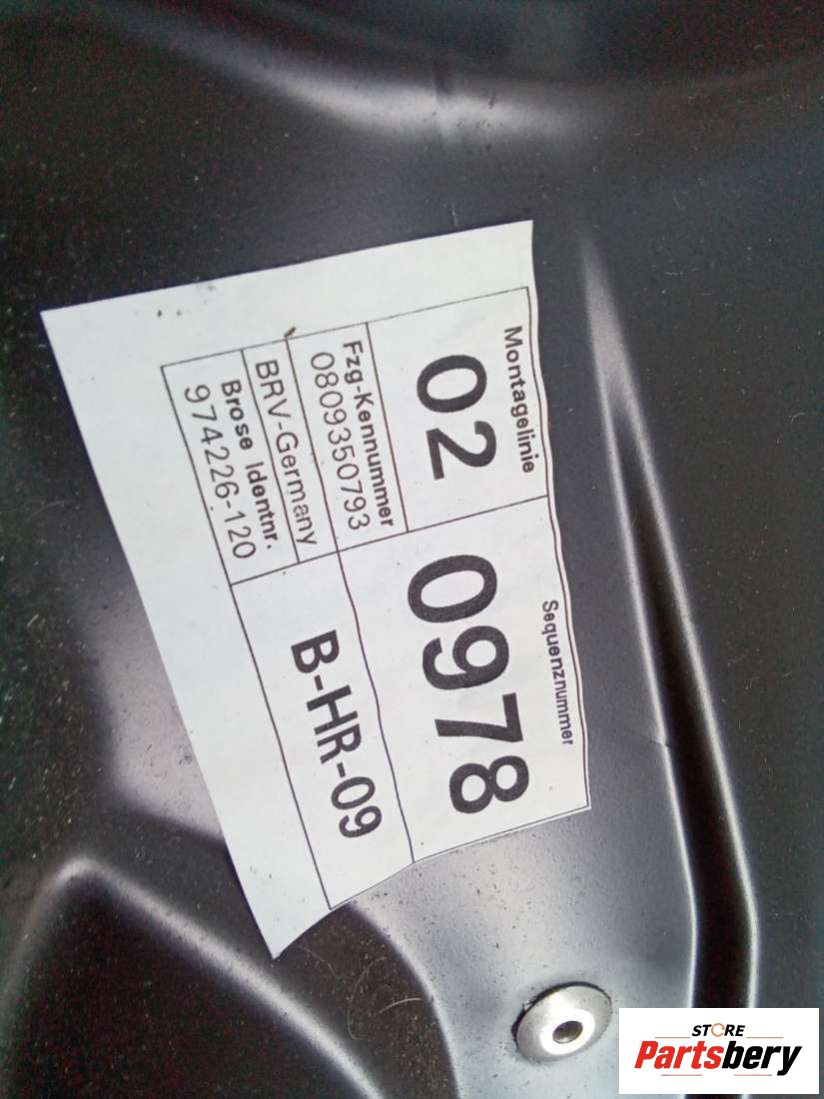 Montagelinie
02
Sequenznummer
0978
Fzg-Kennummer
0809350793
BRV-Germany
Brose Identnr.
974226-120
B-HR-09
STORE
Partsbery